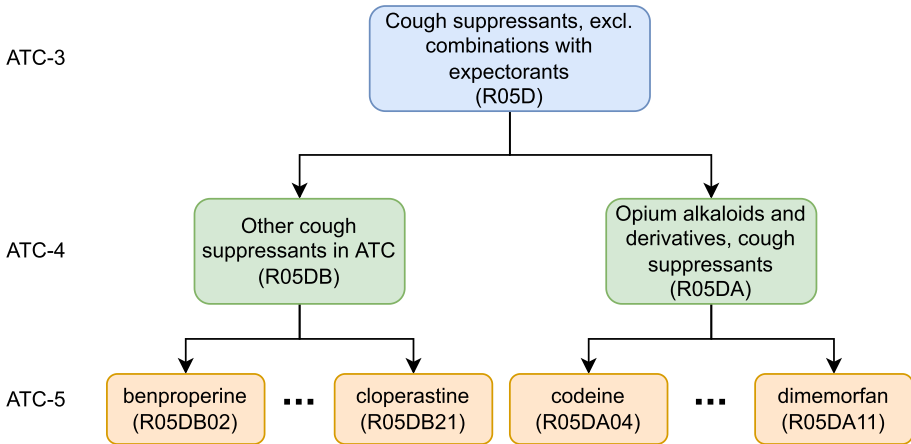 ATC-3
Cough suppressants, excl.
combinations with
expectorants
(R05D)
ATC-4
Other cough
suppressants in ATC
(R05DB)
Opium alkaloids and
derivatives, cough
suppressants
(R05DA)
ATC-5
benproperine
(R05DB02)
...
cloperastine
(R05DB21)
codeine
(R05DA04)
...
dimemorfan
(R05DA11)